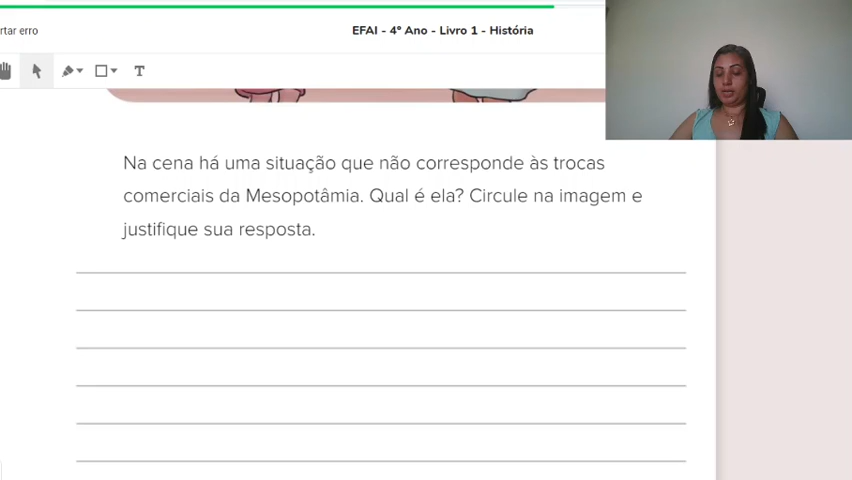 rtar erro
EFAI - 4º Ano - Livro 1 - História
T
Na cena há uma situação que não corresponde às trocas
comerciais da Mesopotâmia. Qual é ela? Circule na imagem e
justifique sua resposta.